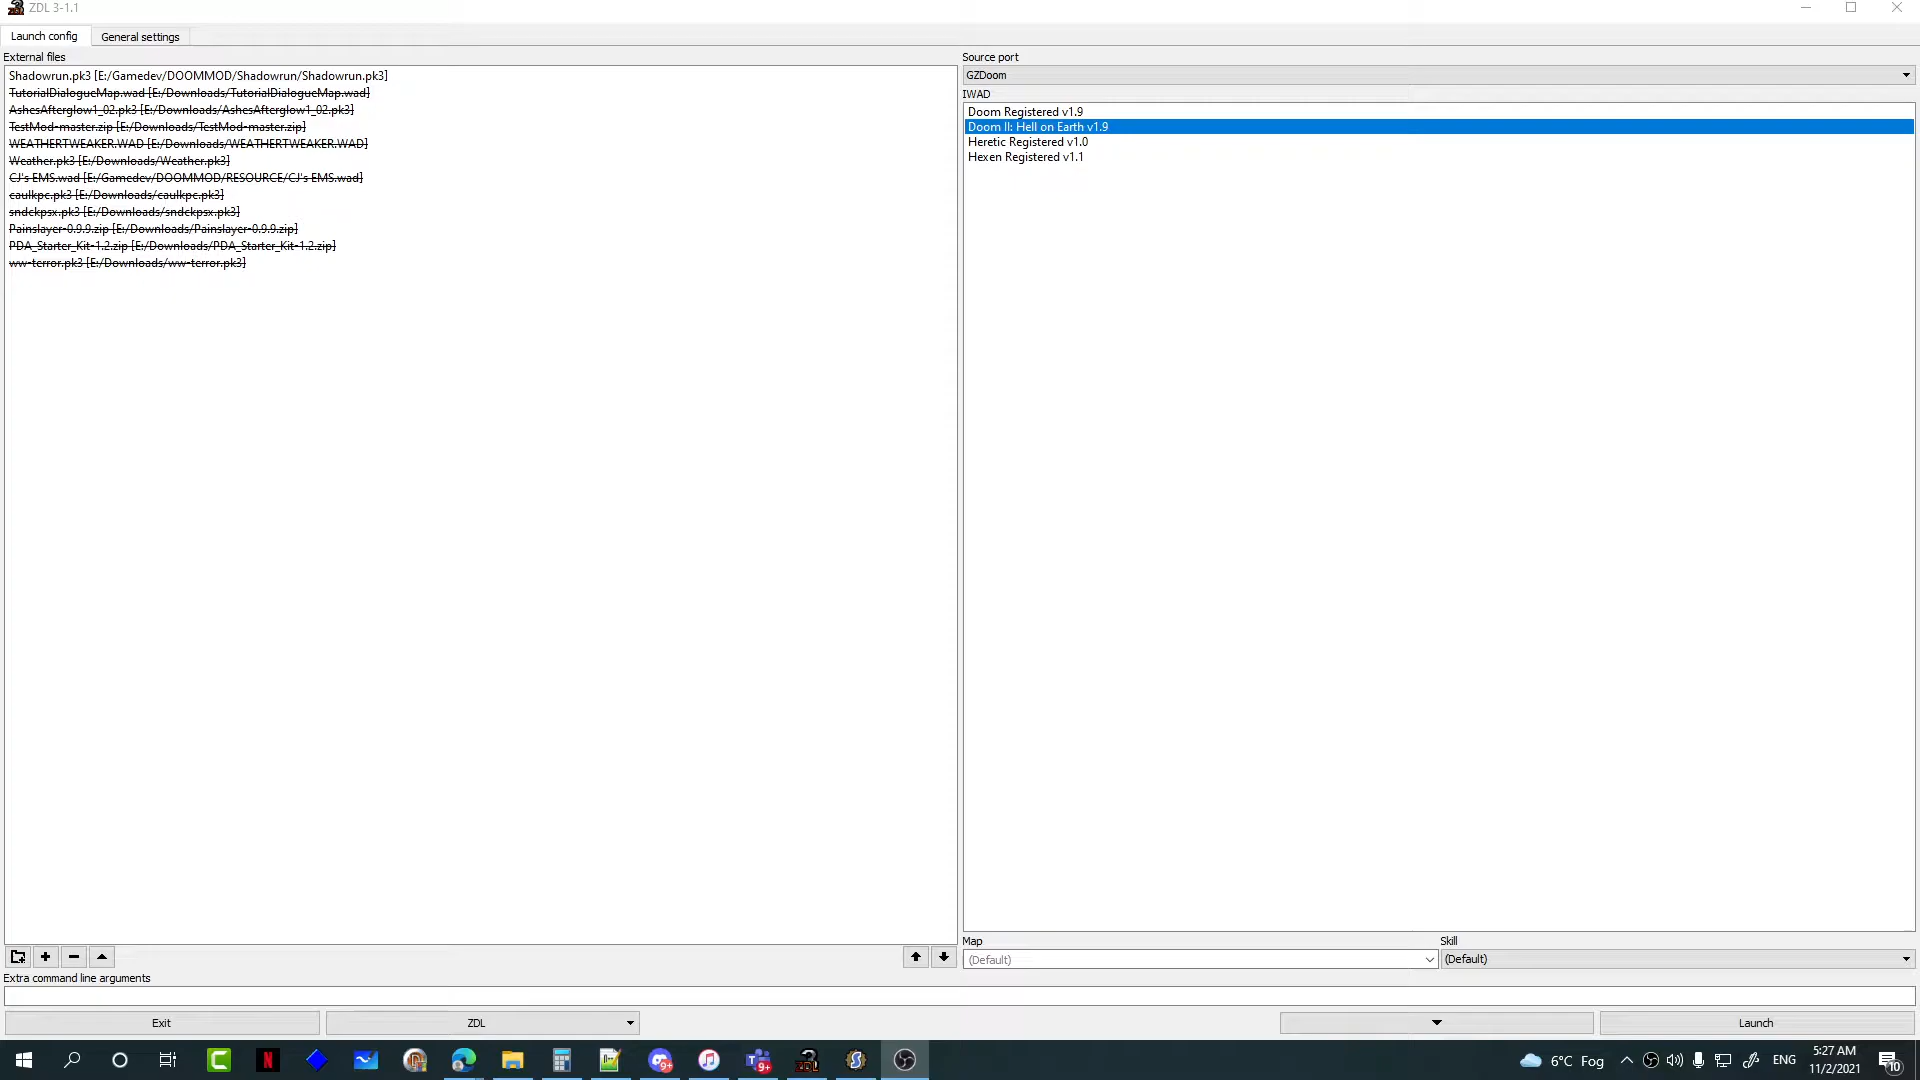 ZDL 3-1.1
Launch config
General settings
External files
Shadowrun.pk3 [E:/Gamedev/DOOMMOD/Shadowrun/Shadowrun.pk3]
TutorialDialogueMap.wad [E:/Downloads/TutorialDialogueMap.wad]
AshesAfterglow1_02.pk3 [E:/Downloads/AshesAfterglow1_02.pk3]
TestMod-master.zip [E:/Downloads/TestMod-master.zip]
WEATHERTWEAKER.WAD [E:/Downloads/WEATHERTWEAKER.WAD]
Weather.pk3 [E:/Downloads/Weather.pk3]
CJ's EMS.wad [E:/Gamedev/DOOMMOD/RESOURCE/CJ's EMS.wad]
caulkpc.pk3 [E:/Downloads/caulkpc.pk3]
sndckpsx.pk3 [E:/Downloads/sndckpsx.pk3]
Painslayer-0.9.9.zip [E:/Downloads/Painslayer-0.9.9.zip]
PDA_Starter_Kit-1.2.zip [E:/Downloads/PDA_Starter_Kit-1.2.zip]
ww-terror.pk3 [E:/Downloads/ww-terror.pk3]
Source port
GZDoom
IWAD
Doom Registered v1.9
Doom II: Hell on Earth v1.9
Heretic Registered v1.0
Hexen Registered v1.1
Map
Skill
(Default)
(Default)
Extra command line arguments
Exit
ZDL
Launch
9+
9+
6°C Fog
ENG
5:27 AM
11/2/2021
10